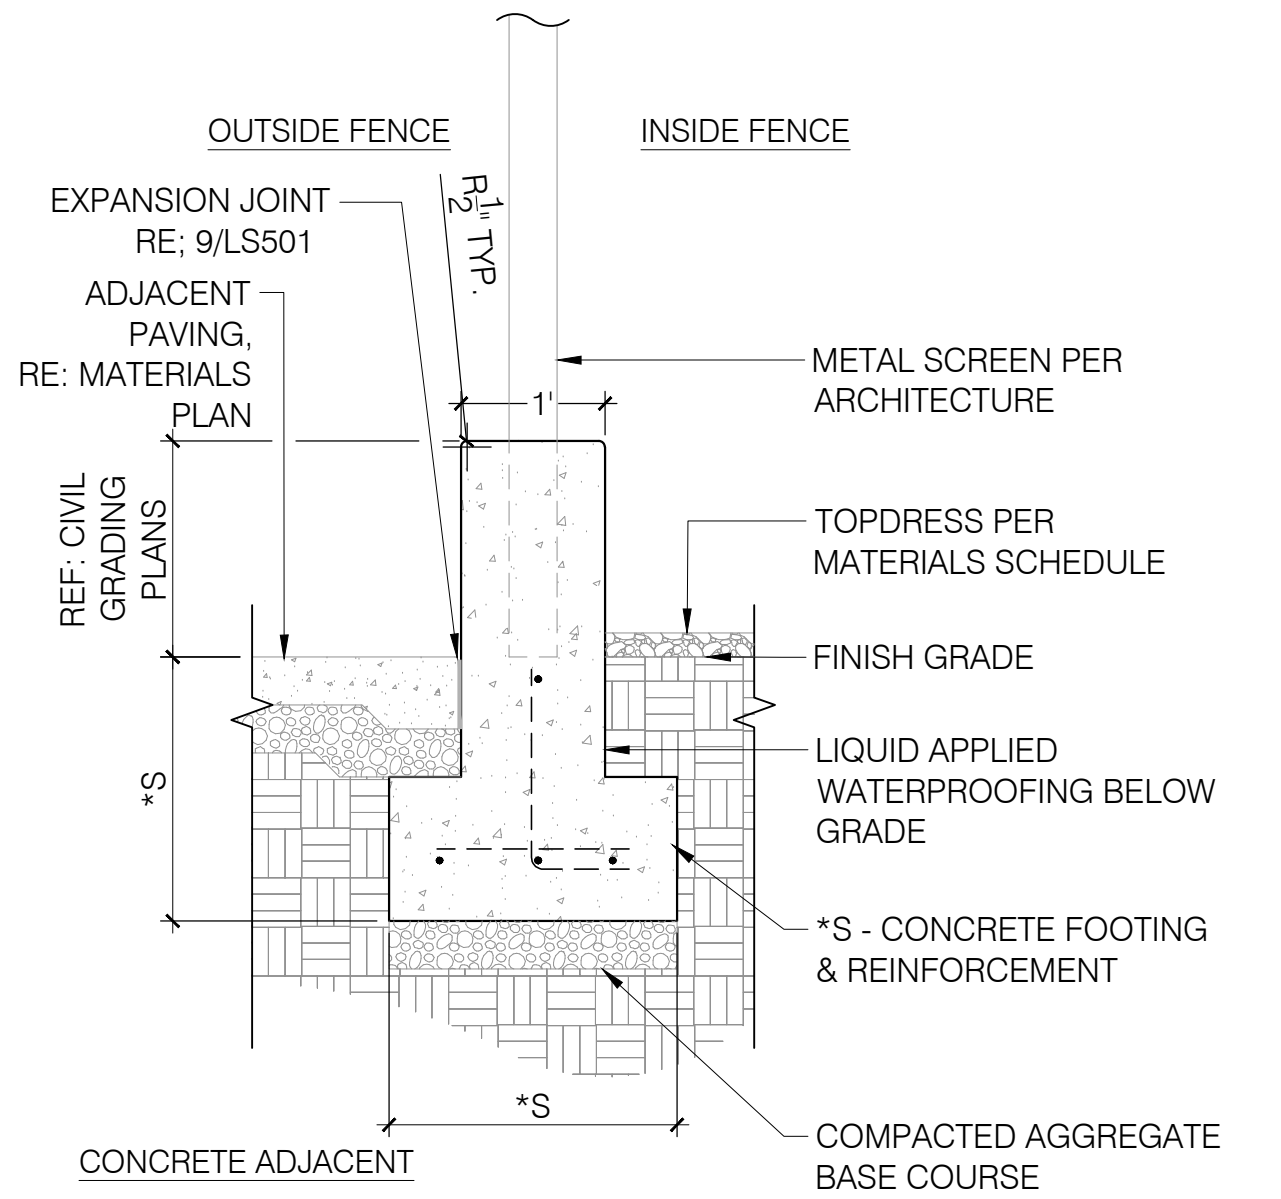 OUTSIDE FENCE
INSIDE FENCE
EXPANSION JOINT
RE; 9/LS501
R1/2" TYP.
ADJACENT
PAVING,
RE: MATERIALS
PLAN
METAL SCREEN PER
ARCHITECTURE
1'
REF: CIVIL
GRADING
PLANS
TOPDRESS PER
MATERIALS SCHEDULE
FINISH GRADE
LIQUID APPLIED
WATERPROOFING BELOW
GRADE
*S
*S - CONCRETE FOOTING
& REINFORCEMENT
*S
COMPACTED AGGREGATE
BASE COURSE
CONCRETE ADJACENT